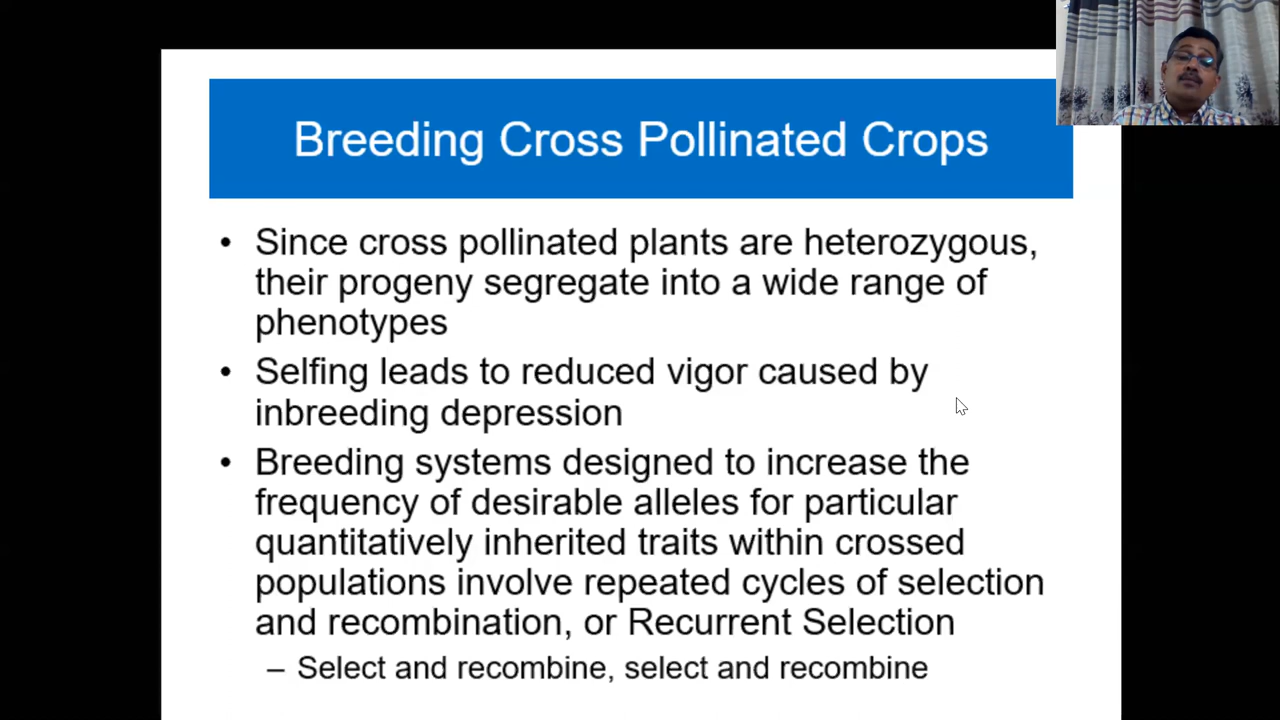 Breeding Cross Pollinated Crops
• Since cross pollinated plants are heterozygous,
their progeny segregate into a wide range of
phenotypes
• Selfing leads to reduced vigor caused by
inbreeding depression
• Breeding systems designed to increase the
frequency of desirable alleles for particular
quantitatively inherited traits within crossed
populations involve repeated cycles of selection
and recombination, or Recurrent Selection
– Select and recombine, select and recombine